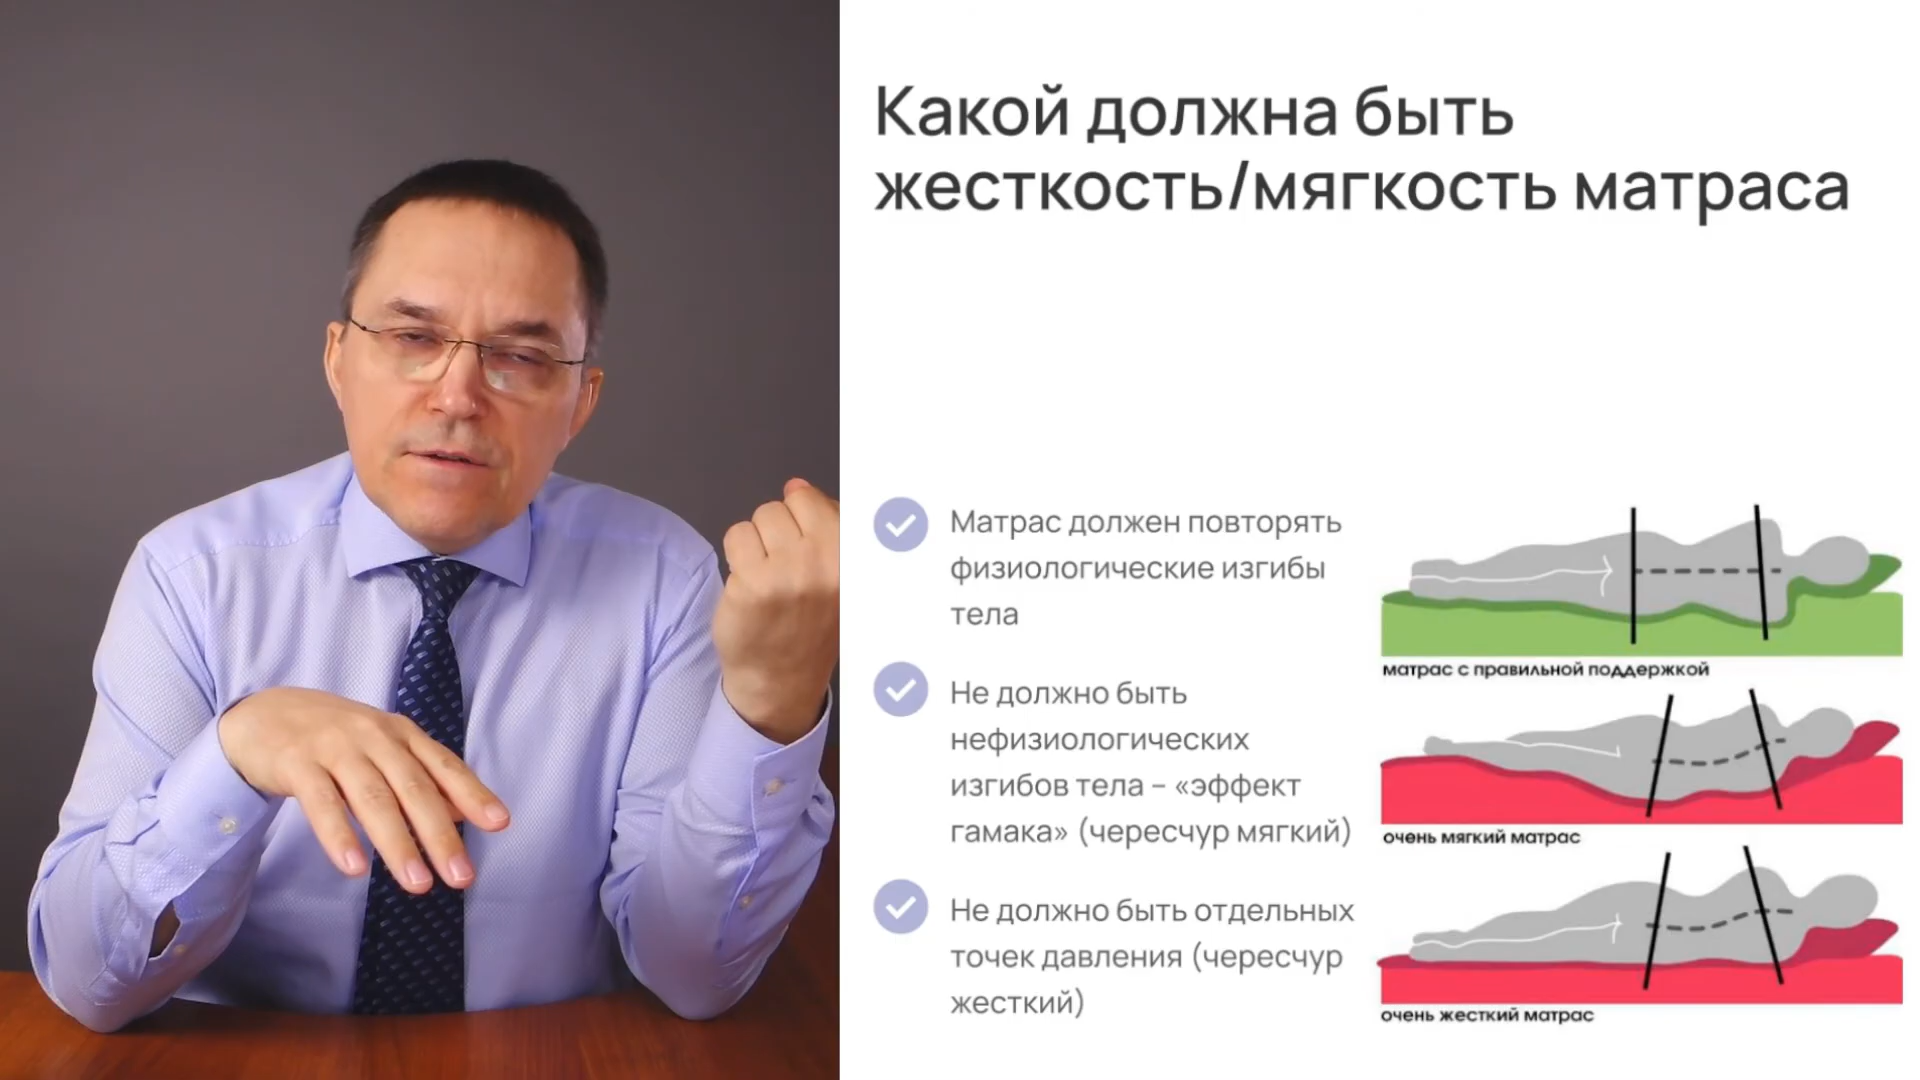 Какой должна быть
жесткость/мягкость матраса
Матрас должен повторять
физиологические изгибы
тела
Не должно быть
нефизиологических
изгибов тела – «эффект
гамака» (чересчур мягкий)
Не должно быть отдельных
точек давления (чересчур
жесткий)
матрас с правильной поддержкой
очень мягкий матрас
очень жесткий матрас